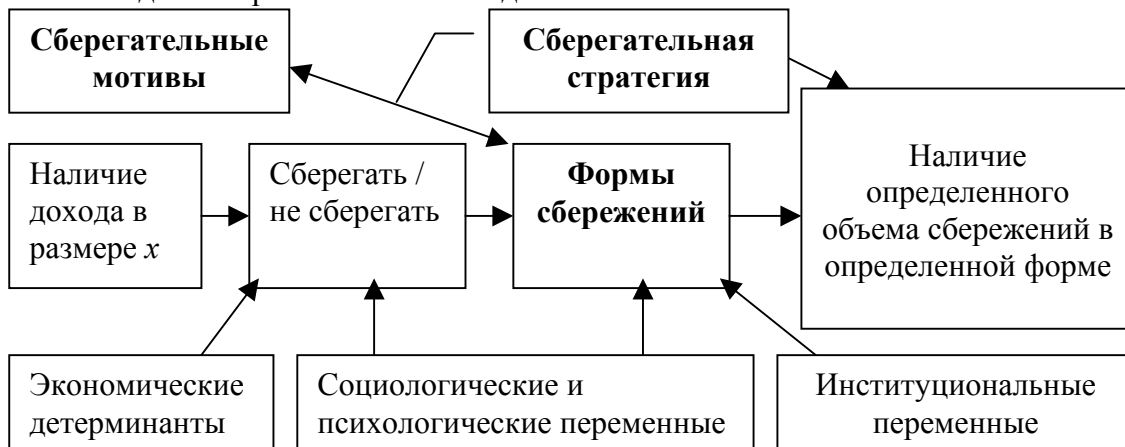 Сберегательные
мотивы
Сберегательная
стратегия
Наличие
дохода в
размере x
Сберегать /
не сберегать
Формы
сбережений
Наличие
определенного
объема сбережений в
определенной форме
Экономические
детерминанты
Социологические и
психологические переменные
Институциональные
переменные